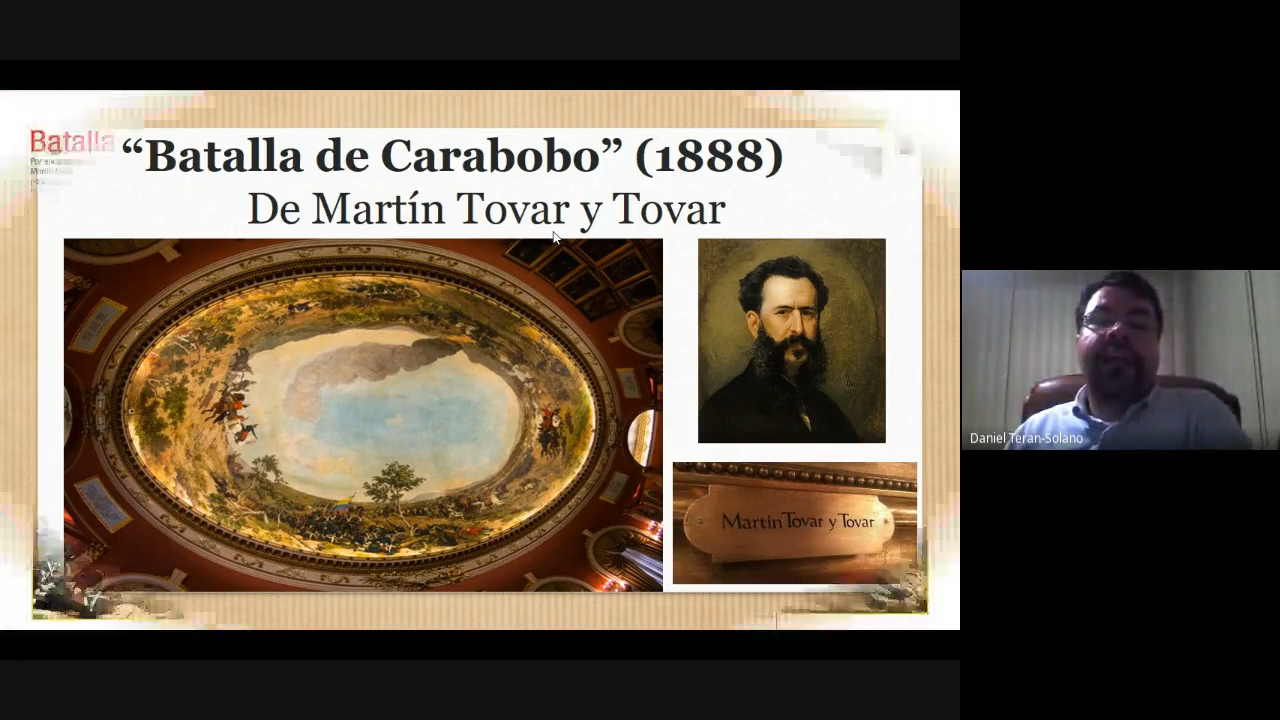 Batalla
“Batalla de Carabobo” (1888)
De Martín Tovar y Tovar
Martín Tovar y Tovar
Daniel Teran-Solano